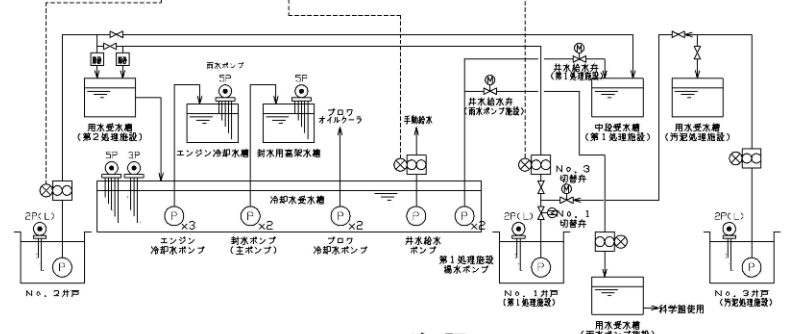 雨水ポンプ
5P
5P
M
井水給水弁
(第1処理施設)
M
井水給水弁
(雨水ポンプ施設)
ブロワ
オイルクーラ
手動給水
用水受水槽
(第2処理施設)
エンジン冷却水槽
封水用高架水槽
中段受水槽
(第1処理施設)
用水受水槽
(汚泥処理施設)
5P
3P
冷却水受水槽
No. 3
切替弁
M
2P(L)
P
×3
P
×2
P
×2
P
P
×2
2P(L)
No. 1
切替弁
2P(L)
P
P
P
エンジン
冷却水ポンプ
封水ポンプ
(主ポンプ)
ブロワ
冷却水ポンプ
井水給水
ポンプ
第1処理施設
揚水ポンプ
No. 2井戸
No. 1井戸
(第1処理施設)
No. 3井戸
(汚泥処理施設)
科学館使用
用水受水槽
(雨水ポンプ施設)